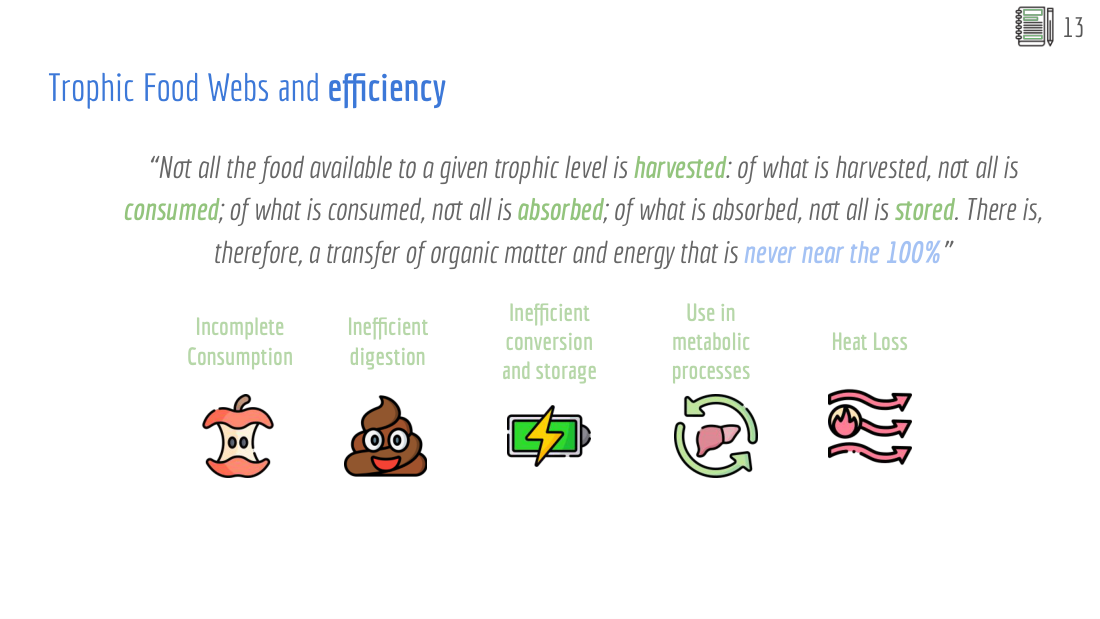 13
Trophic Food Webs and efficiency
“Not all the food available to a given trophic level is harvested: of what is harvested, not all is
consumed; of what is consumed, not all is absorbed; of what is absorbed, not all is stored. There is,
therefore, a transfer of organic matter and energy that is never near the 100%”
Incomplete
Consumption
Inefficient
digestion
Inefficient
conversion
and storage
Use in
metabolic
processes
Heat Loss